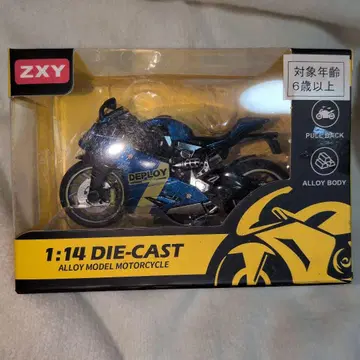 ZXY
対象年齢
6歳以上
PULL BACK
ALLOY BODY
DEPLOY
1:14 DIE-CAST
ALLOY MODEL MOTORCYCLE